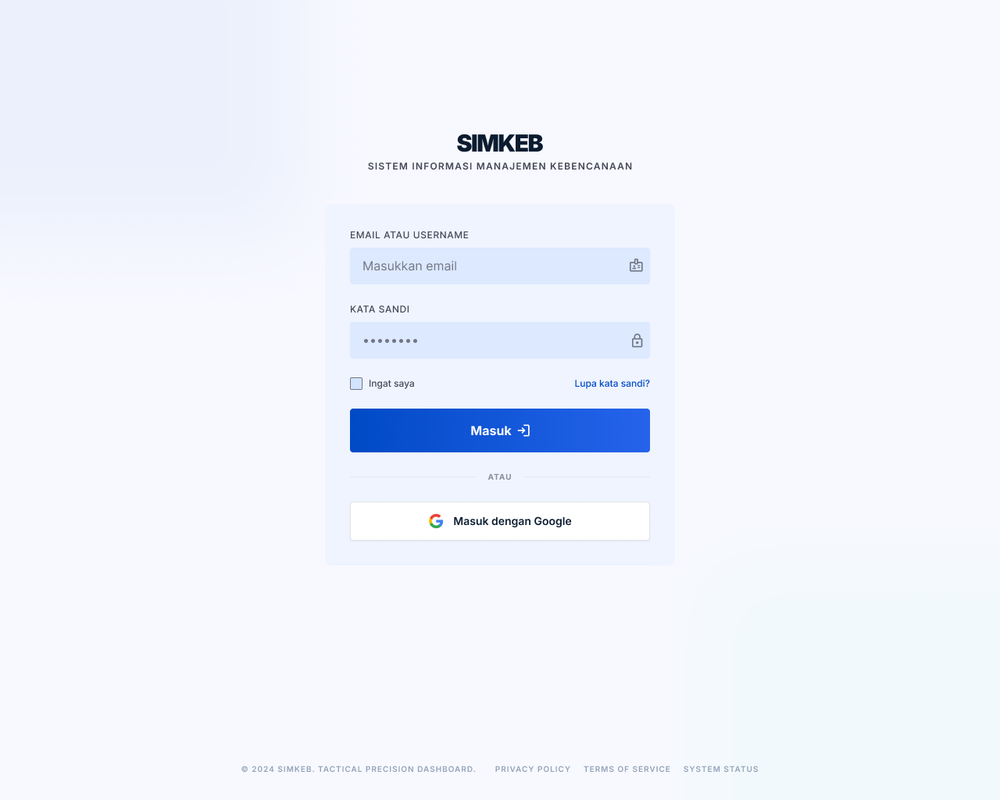 SIMKEB
SISTEM INFORMASI MANAJEMEN KEBENCANAAN
EMAIL ATAU USERNAME
Masukkan email
KATA SANDI
••••••••
Ingat saya
Lupa kata sandi?
Masuk
ATAU
Masuk dengan Google
© 2024 SIMKEB. TACTICAL PRECISION DASHBOARD. PRIVACY POLICY TERMS OF SERVICE SYSTEM STATUS